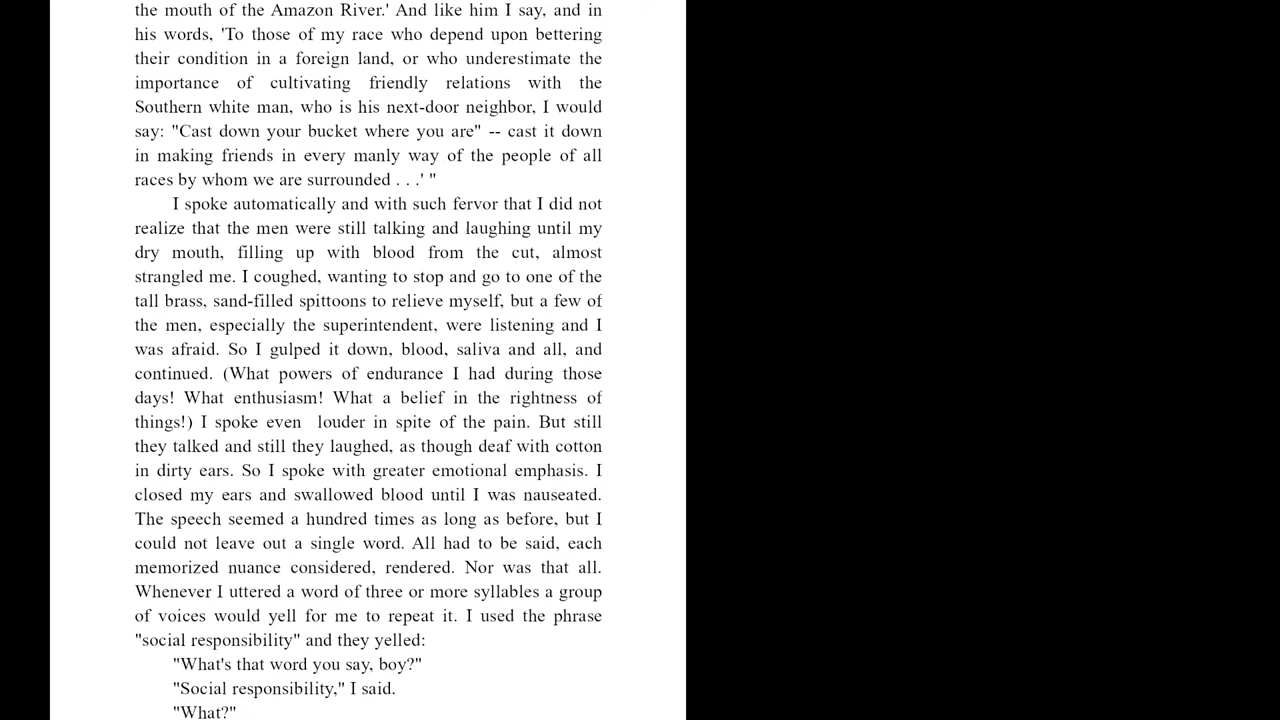 the mouth of the Amazon River.' And like him I say, and in
his words, 'To those of my race who depend upon bettering
their condition in a foreign land, or who underestimate the
importance of cultivating friendly relations with the
Southern white man, who is his next-door neighbor, I would
say: "Cast down your bucket where you are" -- cast it down
in making friends in every manly way of the people of all
races by whom we are surrounded . . .' "
I spoke automatically and with such fervor that I did not
realize that the men were still talking and laughing until my
dry mouth, filling up with blood from the cut, almost
strangled me. I coughed, wanting to stop and go to one of the
tall brass, sand-filled spittoons to relieve myself, but a few of
the men, especially the superintendent, were listening and I
was afraid. So I gulped it down, blood, saliva and all, and
continued. (What powers of endurance I had during those
days! What enthusiasm! What a belief in the rightness of
things!) I spoke even  louder in spite of the pain. But still
they talked and still they laughed, as though deaf with cotton
in dirty ears. So I spoke with greater emotional emphasis. I
closed my ears and swallowed blood until I was nauseated.
The speech seemed a hundred times as long as before, but I
could not leave out a single word. All had to be said, each
memorized nuance considered, rendered. Nor was that all.
Whenever I uttered a word of three or more syllables a group
of voices would yell for me to repeat it. I used the phrase
"social responsibility" and they yelled:
"What's that word you say, boy?"
"Social responsibility," I said.
"What?"